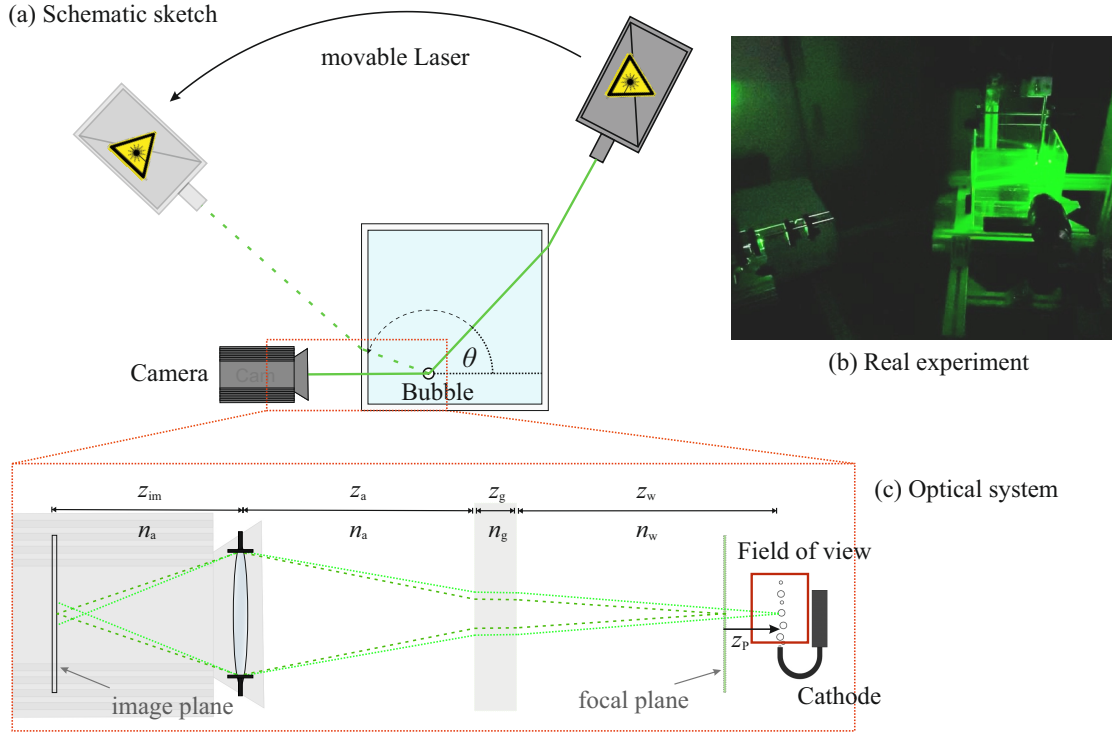 (a) Schematic sketch
movable Laser
Camera
Cam
θ
Bubble
(b) Real experiment
(c) Optical system
z_im
z_a
z_g
z_w
n_a
n_a
n_g
n_w
Field of view
z_P
image plane
focal plane
Cathode